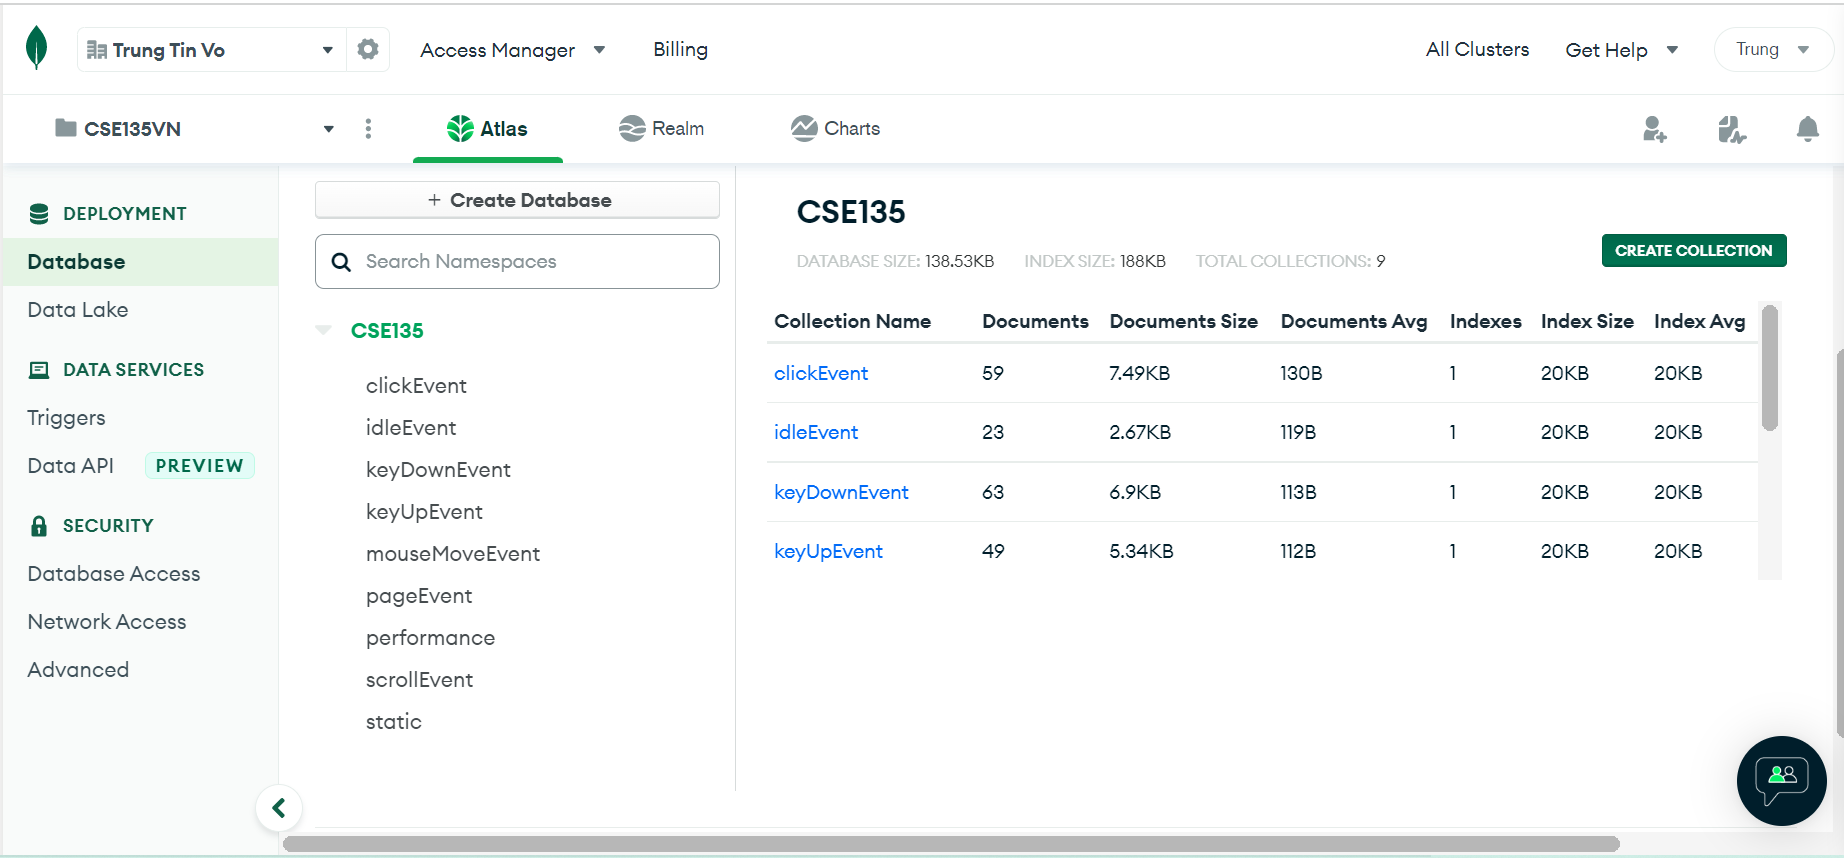 Trung Tin Vo
Access Manager
Billing
All Clusters
Get Help
Trung
CSE135VN
Atlas
Realm
Charts
DEPLOYMENT
Database
Data Lake
DATA SERVICES
Triggers
Data API PREVIEW
SECURITY
Database Access
Network Access
Advanced
+ Create Database
Search Namespaces
CSE135
clickEvent
idleEvent
keyDownEvent
keyUpEvent
mouseMoveEvent
pageEvent
performance
scrollEvent
static
CSE135
DATABASE SIZE: 138.53KB INDEX SIZE: 188KB TOTAL COLLECTIONS: 9
CREATE COLLECTION
Collection Name Documents Documents Size Documents Avg Indexes Index Size Index Avg
clickEvent 59 7.49KB 130B 1 20KB 20KB
idleEvent 23 2.67KB 119B 1 20KB 20KB
keyDownEvent 63 6.9KB 113B 1 20KB 20KB
keyUpEvent 49 5.34KB 112B 1 20KB 20KB